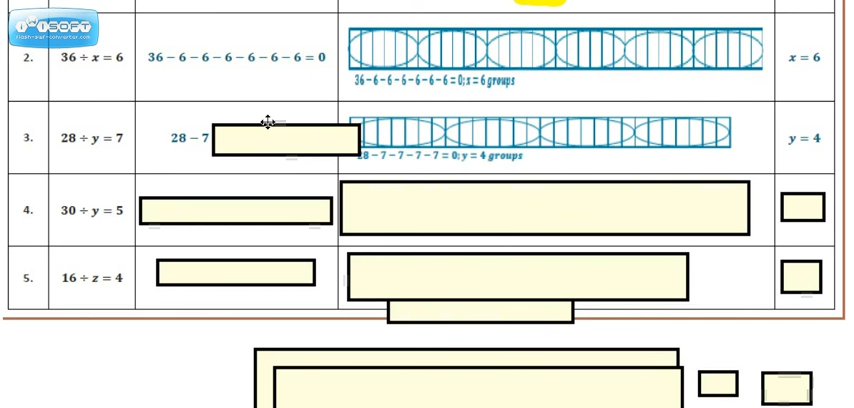 iWiSOFT
flash-swf-converter.com
2. 36 ÷ x = 6 36 − 6 − 6 − 6 − 6 − 6 − 6 = 0 x = 6
36 − 6 − 6 − 6 − 6 − 6 − 6 = 0; x = 6 groups
3. 28 ÷ y = 7 28 − 7 y = 4
28 − 7 − 7 − 7 − 7 = 0; y = 4 groups
4. 30 ÷ y = 5
5. 16 ÷ z = 4